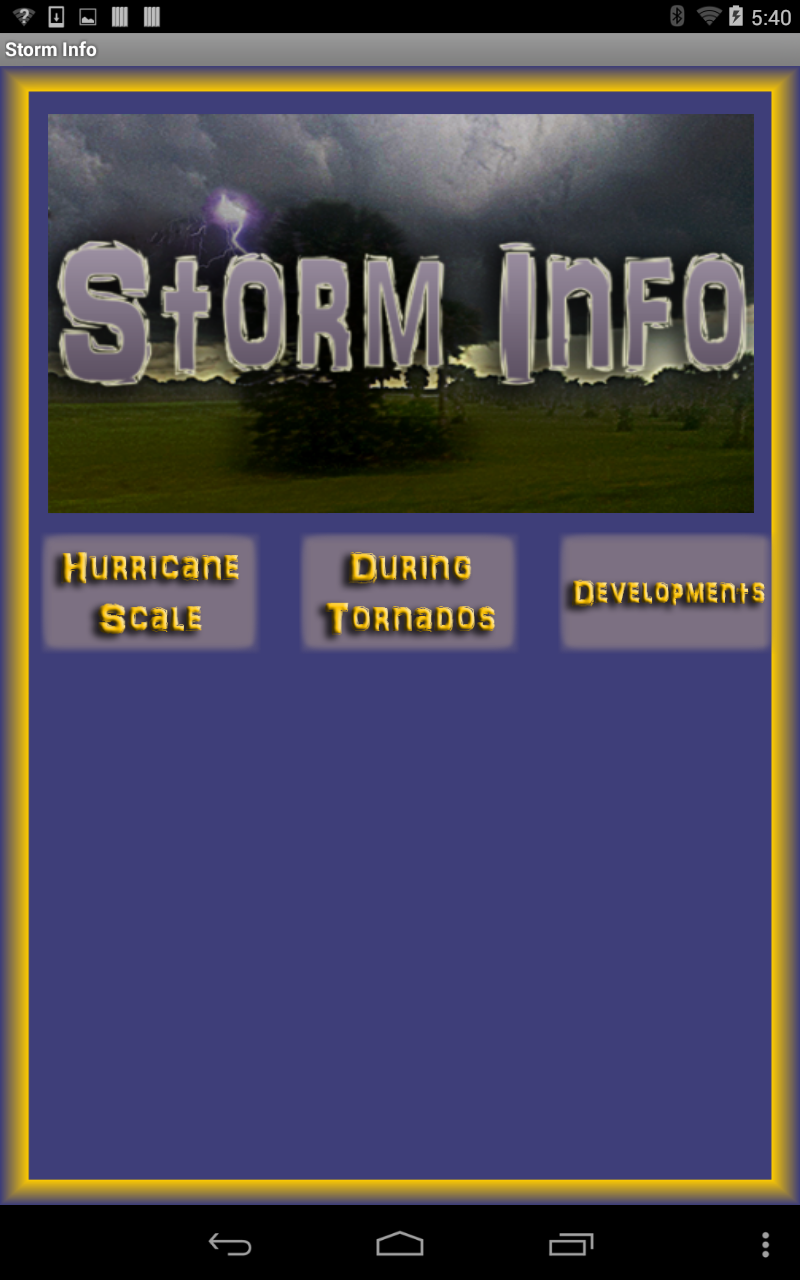 5:40
Storm Info
Storm Info
Hurricane
Scale
During
Tornados
Developments